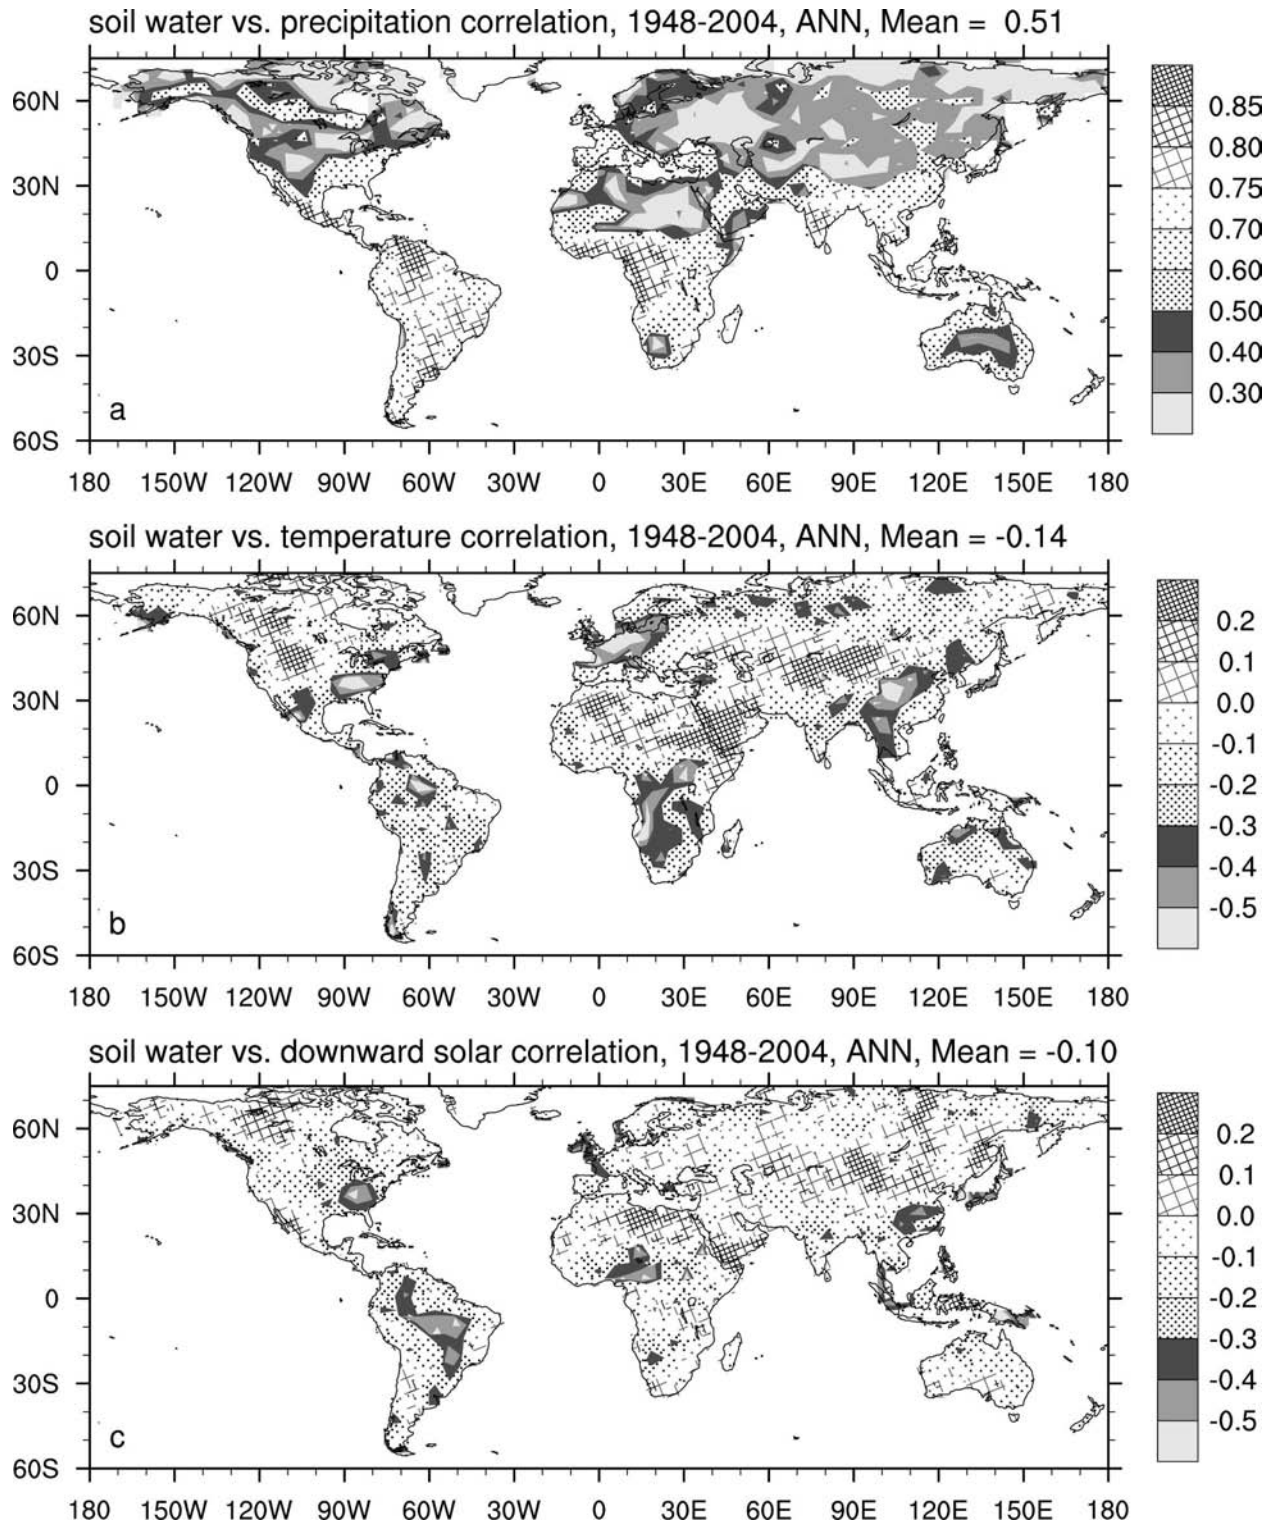 soil water vs. precipitation correlation, 1948-2004, ANN, Mean = 0.51
60N
30N
0
30S
60S
a
180 150W 120W 90W 60W 30W 0 30E 60E 90E 120E 150E 180
0.85
0.80
0.75
0.70
0.60
0.50
0.40
0.30
soil water vs. temperature correlation, 1948-2004, ANN, Mean = -0.14
60N
30N
0
30S
60S
b
180 150W 120W 90W 60W 30W 0 30E 60E 90E 120E 150E 180
0.2
0.1
0.0
-0.1
-0.2
-0.3
-0.4
-0.5
soil water vs. downward solar correlation, 1948-2004, ANN, Mean = -0.10
60N
30N
0
30S
60S
c
180 150W 120W 90W 60W 30W 0 30E 60E 90E 120E 150E 180
0.2
0.1
0.0
-0.1
-0.2
-0.3
-0.4
-0.5